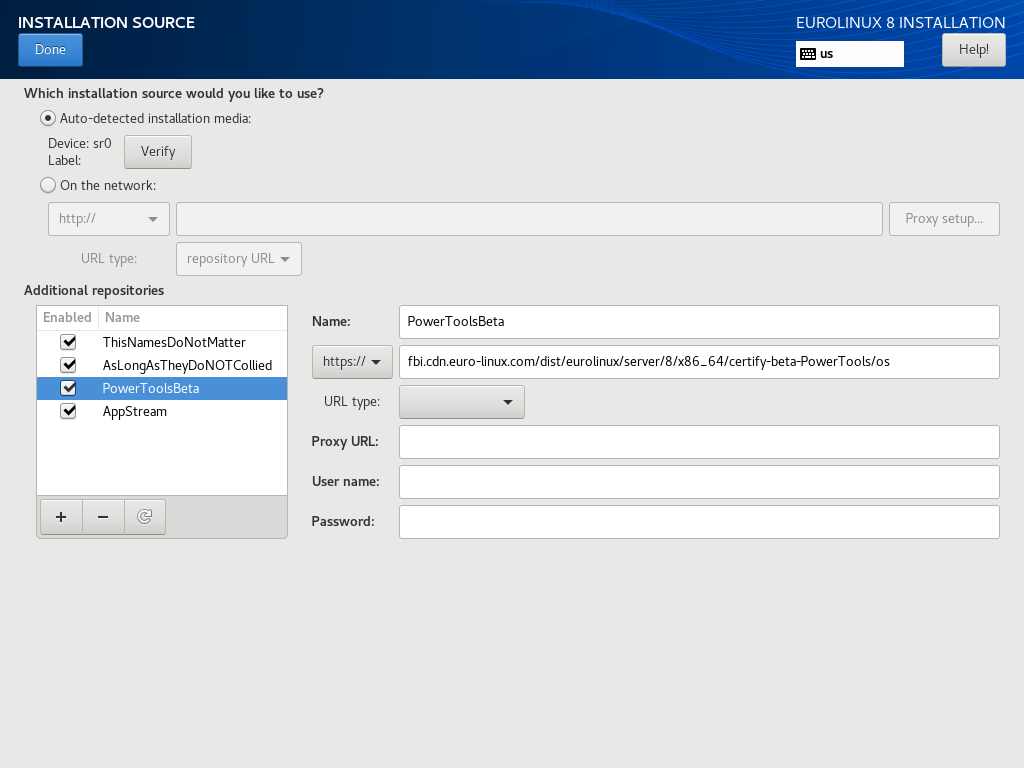 INSTALLATION SOURCE
EUROLINUX 8 INSTALLATION
Done
us
Help!
Which installation source would you like to use?
Auto-detected installation media:
Device: sr0
Label:
Verify
On the network:
http://
Proxy setup...
URL type:
repository URL
Additional repositories
Enabled Name
ThisNamesDoNotMatter
AsLongAsTheyDoNOTCollied
PowerToolsBeta
AppStream
Name: PowerToolsBeta
https:// fbi.cdn.euro-linux.com/dist/eurolinux/server/8/x86_64/certify-beta-PowerTools/os
URL type:
Proxy URL:
User name:
Password: